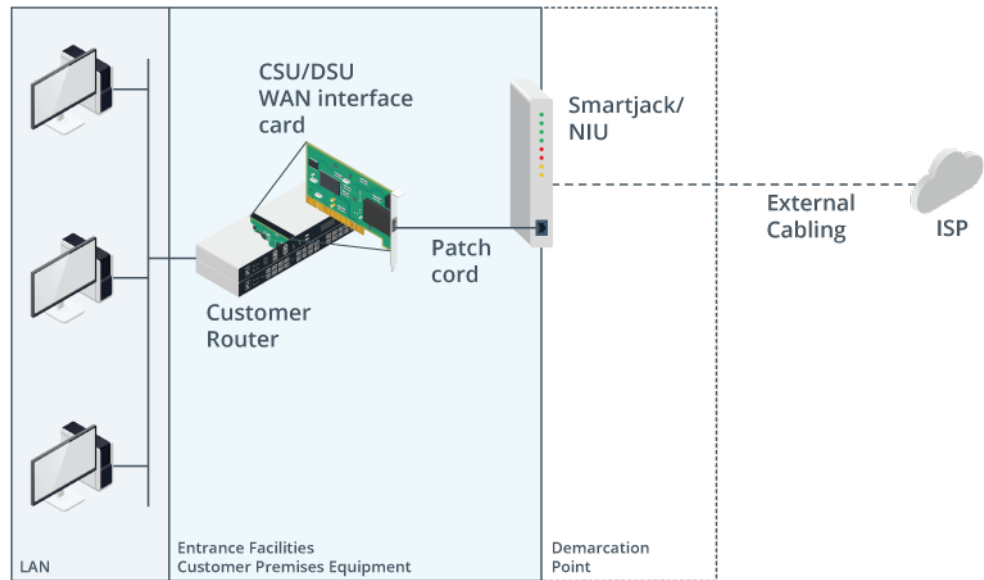 CSU/DSU
WAN interface
card
Smartjack/
NIU
External
Cabling
ISP
Patch
cord
Customer
Router
LAN
Entrance Facilities
Customer Premises Equipment
Demarcation
Point